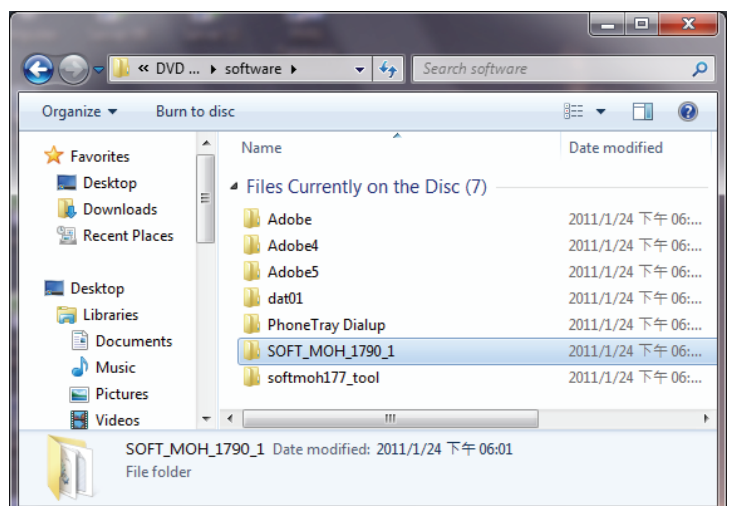 « DVD ... ▸ software ▸
Search software
Organize ▾ Burn to disc
Favorites
Desktop
Downloads
Recent Places
Desktop
Libraries
Documents
Music
Pictures
Videos
Name Date modified
Files Currently on the Disc (7)
Adobe 2011/1/24 下午 06:...
Adobe4 2011/1/24 下午 06:...
Adobe5 2011/1/24 下午 06:...
dat01 2011/1/24 下午 06:...
PhoneTray Dialup 2011/1/24 下午 06:...
SOFT_MOH_1790_1 2011/1/24 下午 06:...
softmoh177_tool 2011/1/24 下午 06:...
SOFT_MOH_1790_1 Date modified: 2011/1/24 下午 06:01
File folder